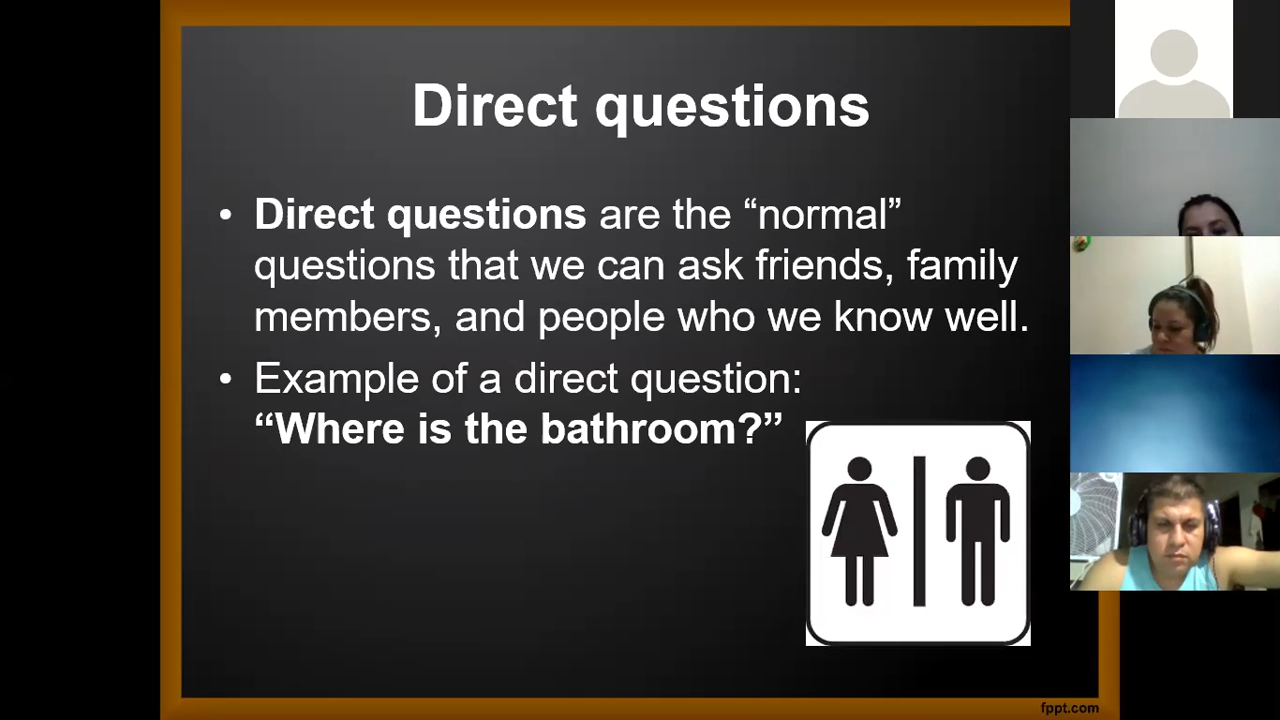 Direct questions
• Direct questions are the “normal”
questions that we can ask friends, family
members, and people who we know well.
• Example of a direct question:
“Where is the bathroom?”
fppt.com